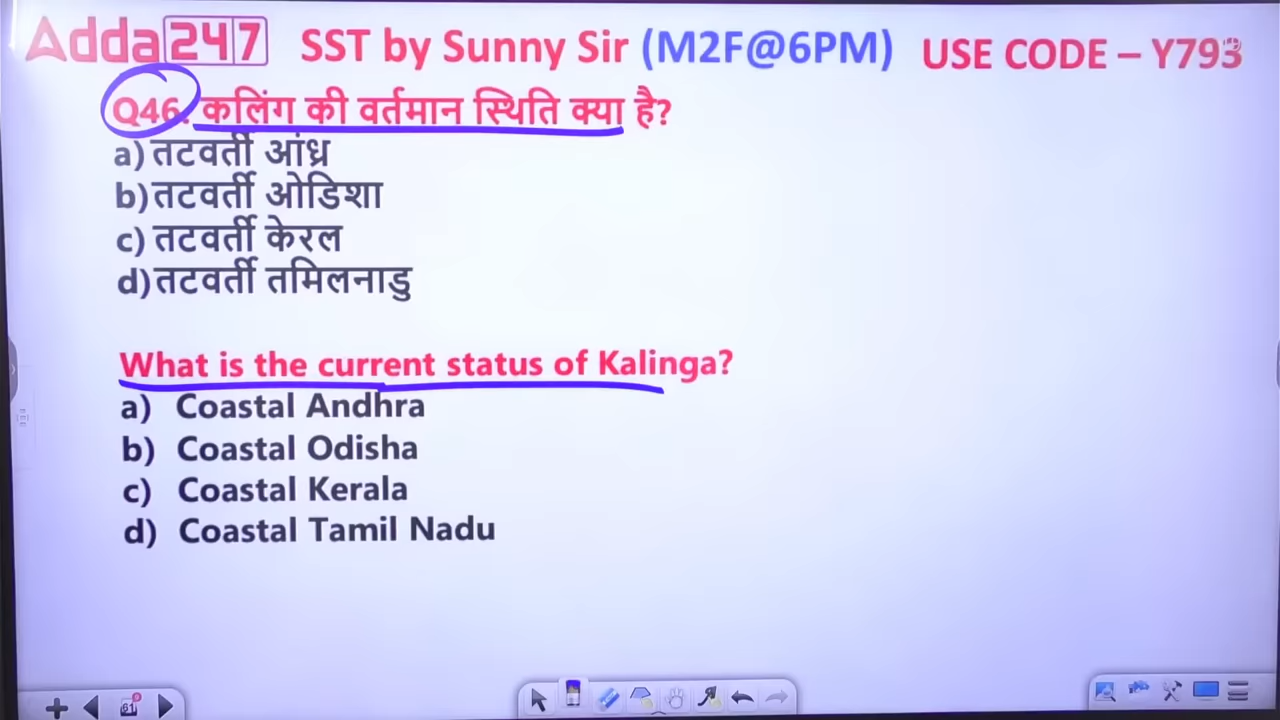 Adda247 SST by Sunny Sir (M2F@6PM) USE CODE – Y793
Q46. कलिंग की वर्तमान स्थिति क्या है?
a) तटवर्ती आंध्र
b) तटवर्ती ओडिशा
c) तटवर्ती केरल
d) तटवर्ती तमिलनाडु
What is the current status of Kalinga?
a) Coastal Andhra
b) Coastal Odisha
c) Coastal Kerala
d) Coastal Tamil Nadu
61